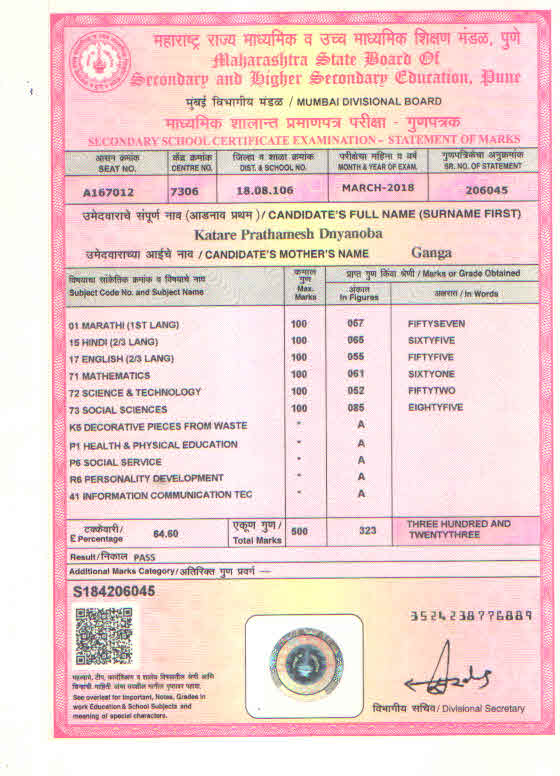 महाराष्ट्र राज्य माध्यमिक व उच्च माध्यमिक शिक्षण मंडळ, पुणे
Maharashtra State Board Of
Secondary and Higher Secondary Education, Pune
मुंबई विभागीय मंडळ / MUMBAI DIVISIONAL BOARD
माध्यमिक शालान्त प्रमाणपत्र परीक्षा - गुणपत्रक
SECONDARY SCHOOL CERTIFICATE EXAMINATION - STATEMENT OF MARKS
आसन क्रमांक केंद्र क्रमांक जिल्हा व शाळा क्रमांक परीक्षेचा महिना व वर्ष गुणपत्रिकेचा अनुक्रमांक
SEAT NO. CENTRE NO. DIST. & SCHOOL NO. MONTH & YEAR OF EXAM. SR. NO. OF STATEMENT
A167012 7306 18.08.106 MARCH-2018 206045
उमेदवाराचे संपूर्ण नाव (आडनाव प्रथम) / CANDIDATE'S FULL NAME (SURNAME FIRST)
Katare Prathamesh Dnyanoba
उमेदवाराच्या आईचे नाव / CANDIDATE'S MOTHER'S NAME Ganga
विषयाचा सांकेतिक क्रमांक व विषयाचे नाव
Subject Code No. and Subject Name
कमाल
गुण
Max.
Marks
प्राप्त गुण किंवा श्रेणी / Marks or Grade Obtained
अंकात
In Figures
अक्षरात / In Words
01 MARATHI (1ST LANG) 100 057 FIFTYSEVEN
15 HINDI (2/3 LANG) 100 065 SIXTYFIVE
17 ENGLISH (2/3 LANG) 100 055 FIFTYFIVE
71 MATHEMATICS 100 061 SIXTYONE
72 SCIENCE & TECHNOLOGY 100 052 FIFTYTWO
73 SOCIAL SCIENCES 100 085 EIGHTYFIVE
K5 DECORATIVE PIECES FROM WASTE * A
P1 HEALTH & PHYSICAL EDUCATION * A
P6 SOCIAL SERVICE * A
R6 PERSONALITY DEVELOPMENT * A
41 INFORMATION COMMUNICATION TEC * A
टक्केवारी /
£ Percentage 64.60
एकूण गुण /
Total Marks 500 323
THREE HUNDRED AND
TWENTYTHREE
Result / निकाल PASS
Additional Marks Category / अतिरिक्त गुण प्रवर्ग —
S184206045
3524238776889
See overleaf for Important, Notes, Grades in
work Education & School Subjects and
meaning of special characters.
विभागीय सचिव / Divisional Secretary